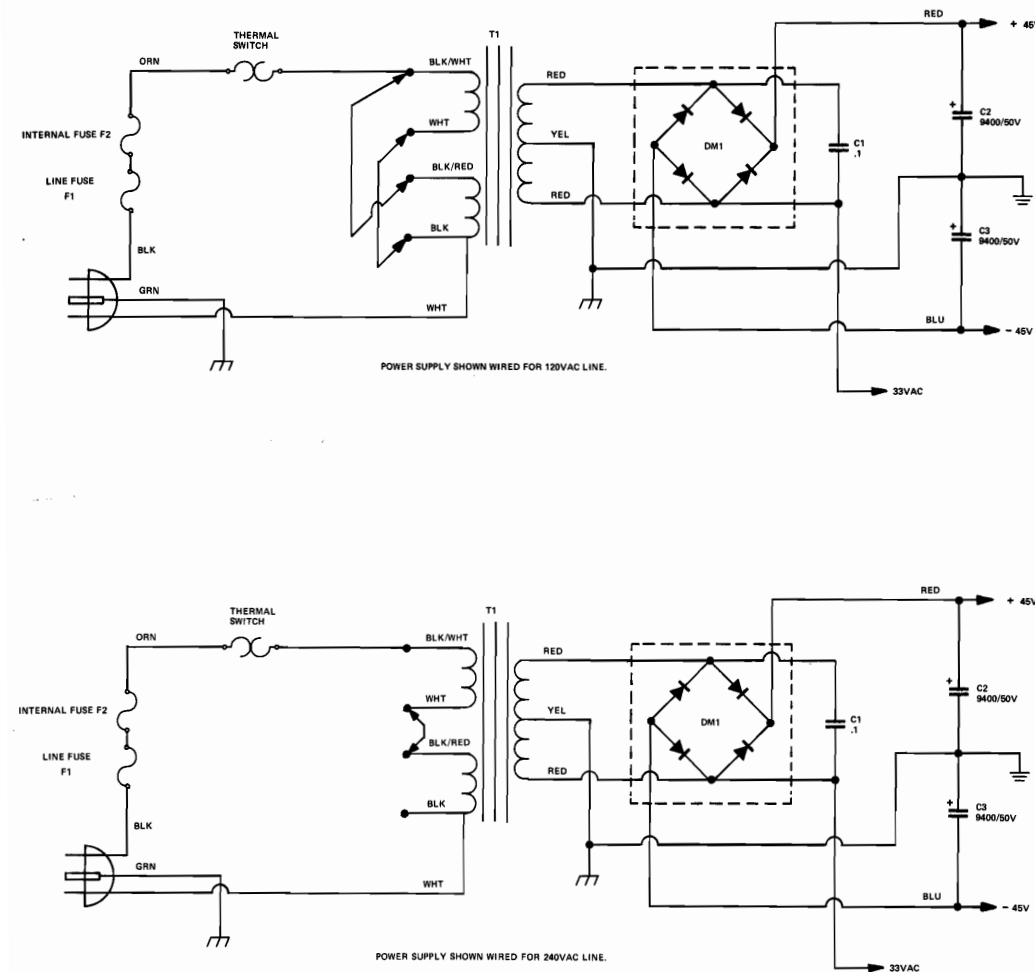 RED
+ 45V
T1
THERMAL
SWITCH
ORN
BLK/WHT
RED
+
C2
9400/50V
INTERNAL FUSE F2
WHT
YEL
DM1
C1
.1
BLK/RED
LINE FUSE
F1
RED
BLK
+
C3
9400/50V
BLK
GRN
WHT
BLU
- 45V
POWER SUPPLY SHOWN WIRED FOR 120VAC LINE.
33VAC
RED
+ 45V
T1
THERMAL
SWITCH
ORN
BLK/WHT
RED
+
C2
9400/50V
INTERNAL FUSE F2
WHT
YEL
DM1
C1
.1
BLK/RED
LINE FUSE
F1
RED
BLK
+
C3
9400/50V
BLK
GRN
WHT
BLU
- 45V
POWER SUPPLY SHOWN WIRED FOR 240VAC LINE.
33VAC